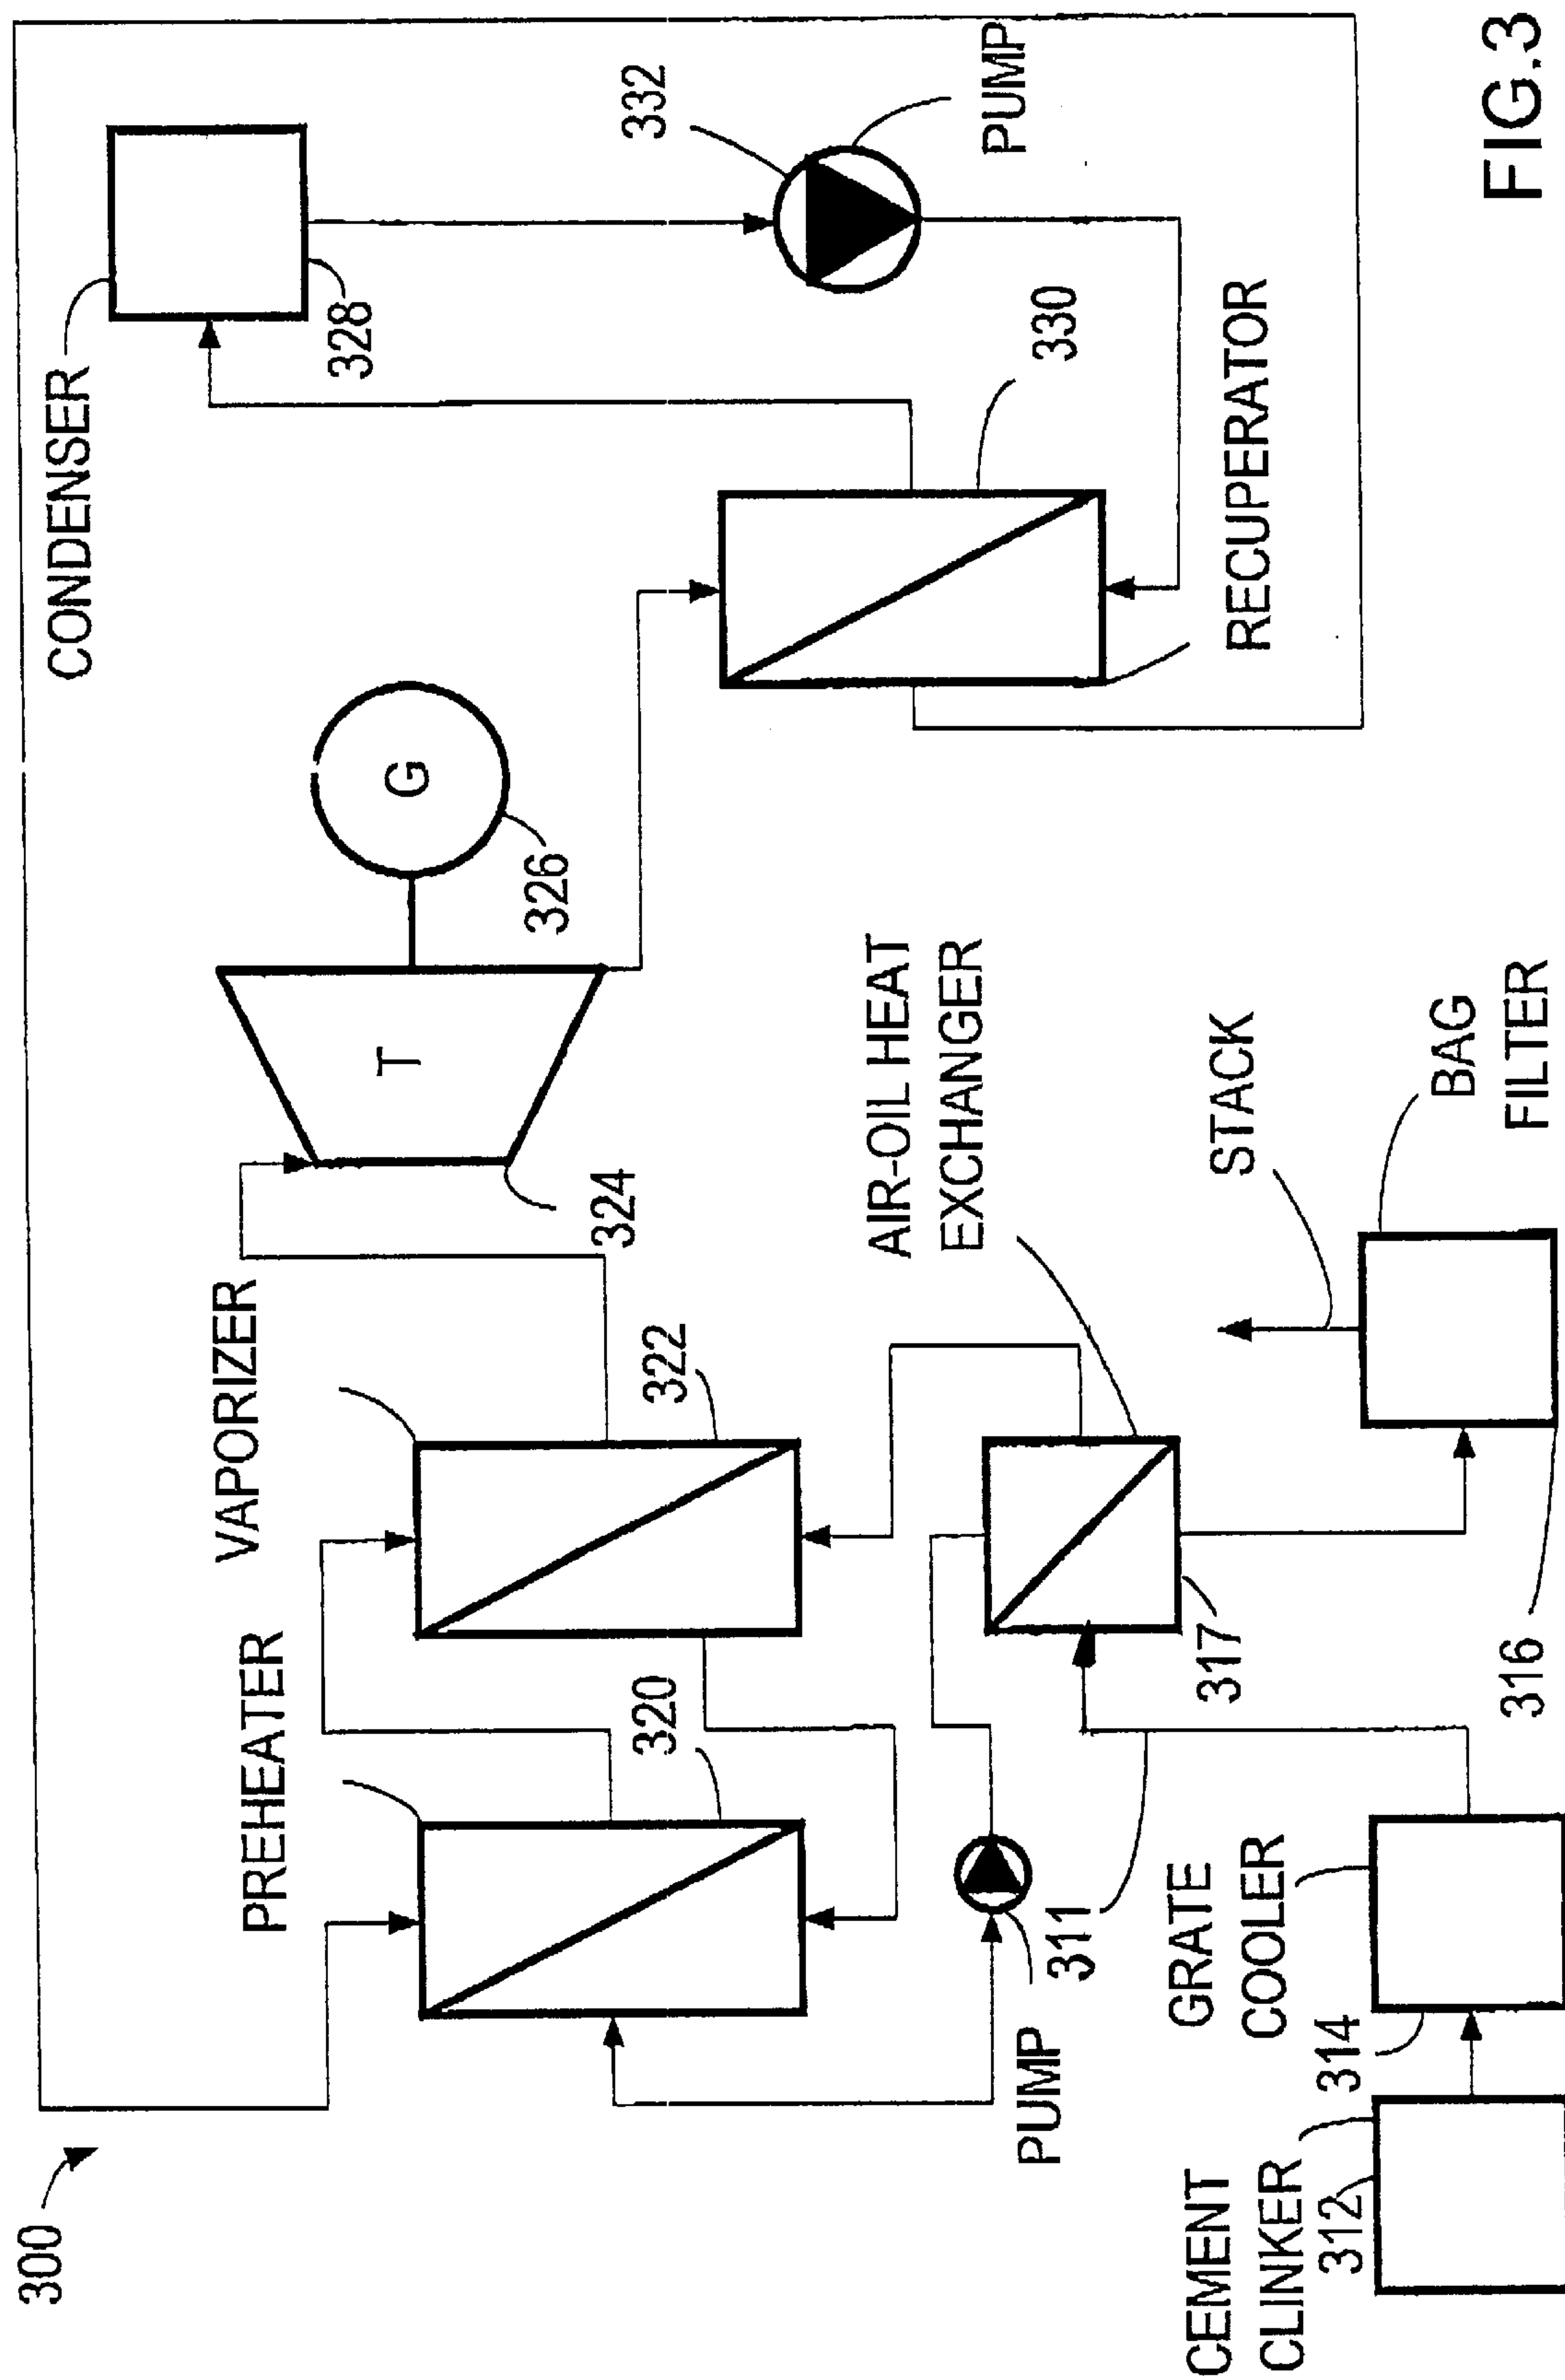 300
CONDENSER
328
332
PUMP
330
RECUPERATOR
G
326
T
324
VAPORIZER
322
PREHEATER
320
AIR-OIL HEAT
EXCHANGER
317
PUMP
311
STACK
BAG
FILTER
316
GRATE
COOLER
314
CEMENT
CLINKER
312
FIG.3